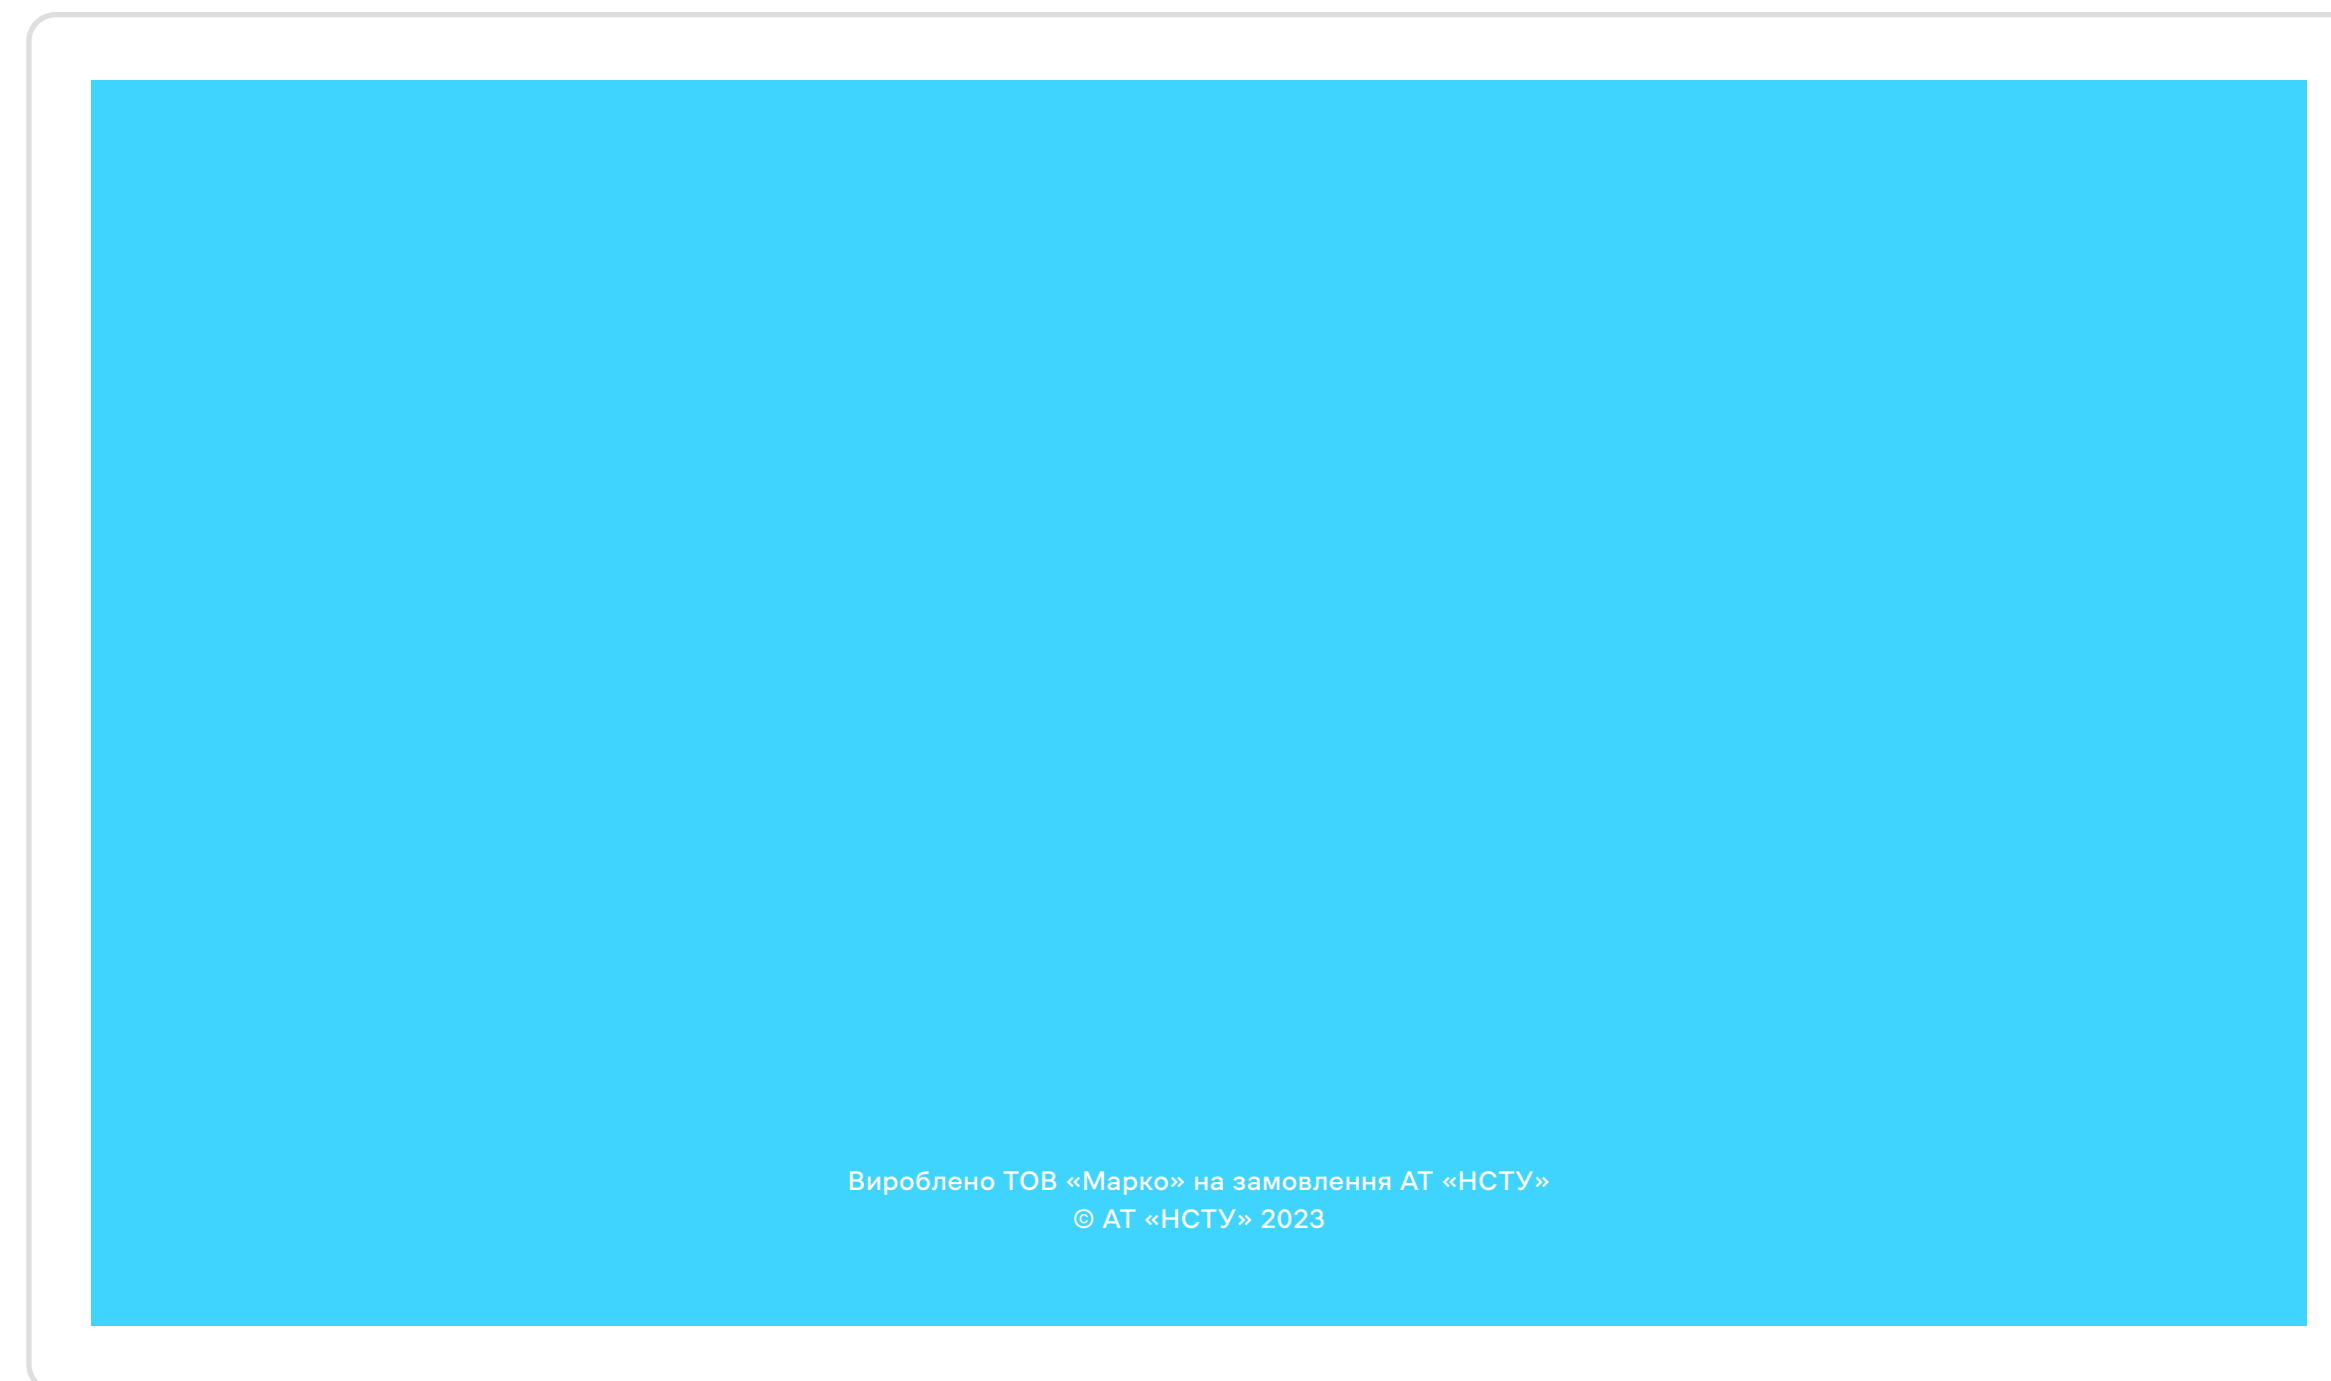 Вироблено ТОВ «Марко» на замовлення АТ «НСТУ»
© АТ «НСТУ» 2023